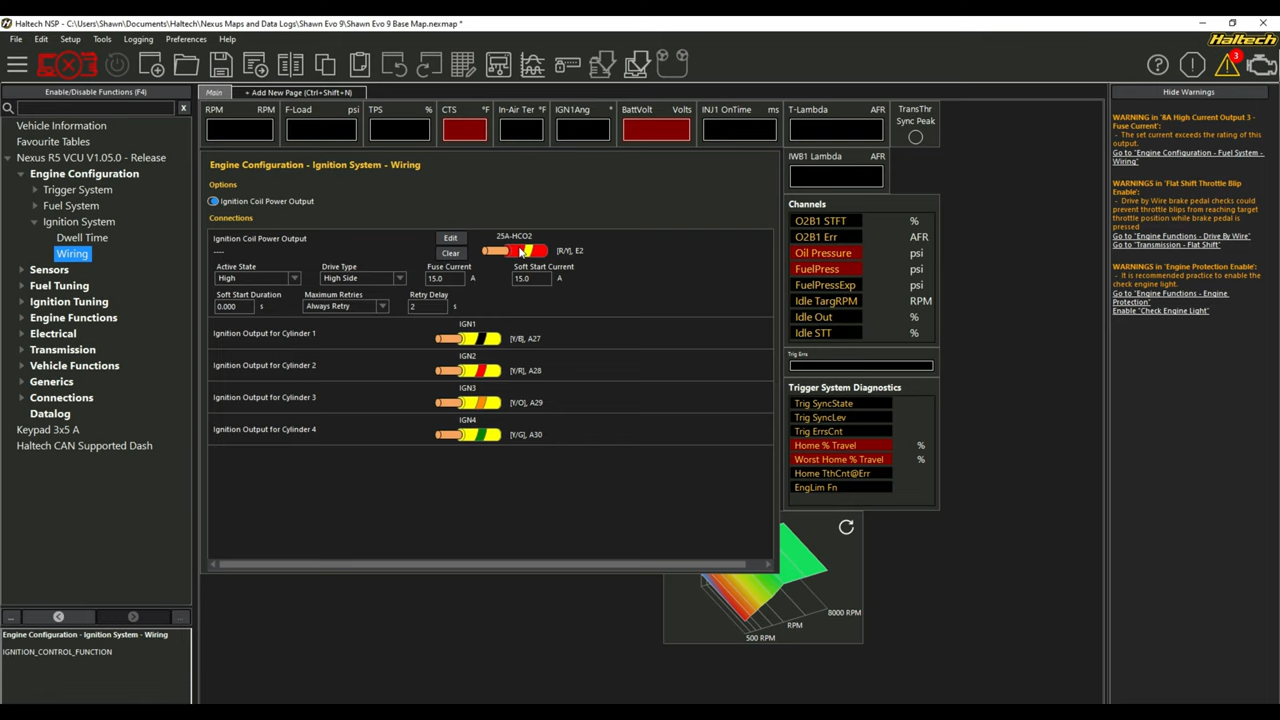 Haltech NSP - C:\Users\Shawn\Documents\Haltech\Nexus Maps and Data Logs\Shawn Evo 9\Shawn Evo 9 Base Map.nexmap *
File Edit Setup Tools Logging Preferences Help
Haltech
3
Enable/Disable Functions (F4)
X
Vehicle Information
Favourite Tables
Nexus R5 VCU V1.05.0 - Release
Engine Configuration
Trigger System
Fuel System
Ignition System
Dwell Time
Wiring
Sensors
Fuel Tuning
Ignition Tuning
Engine Functions
Electrical
Transmission
Vehicle Functions
Generics
Connections
Datalog
Keypad 3x5 A
Haltech CAN Supported Dash
...
Engine Configuration - Ignition System - Wiring
IGNITION_CONTROL_FUNCTION
Main + Add New Page (Ctrl+Shift+N)
RPM RPM F-Load psi TPS % CTS °F In-Air Ter °F IGN1Ang ° BattVolt Volts INJ1 OnTime ms T-Lambda AFR TransThr
Sync Peak
IWB1 Lambda AFR
Engine Configuration - Ignition System - Wiring
Options
Ignition Coil Power Output
Connections
Ignition Coil Power Output Edit 25A-HCO2
---- Clear [R/Y], E2
Active State Drive Type Fuse Current Soft Start Current
High High Side 15.0 A 15.0 A
Soft Start Duration Maximum Retries Retry Delay
0.000 s Always Retry 2 s
IGN1
Ignition Output for Cylinder 1 [Y/B], A27
IGN2
Ignition Output for Cylinder 2 [Y/R], A28
IGN3
Ignition Output for Cylinder 3 [Y/O], A29
IGN4
Ignition Output for Cylinder 4 [Y/G], A30
Channels
O2B1 STFT %
O2B1 Err AFR
Oil Pressure psi
FuelPress psi
FuelPressExp psi
Idle TargRPM RPM
Idle Out %
Idle STT %
Trig Errs
Trigger System Diagnostics
Trig SyncState
Trig SyncLev
Trig ErrsCnt
Home % Travel %
Worst Home % Travel %
Home TthCnt@Err
EngLim Fn
8000 RPM
RPM
500 RPM
Hide Warnings
WARNING in '8A High Current Output 3 -
Fuse Current':
- The set current exceeds the rating of this
output.
Go to "Engine Configuration - Fuel System -
Wiring"
WARNINGS in 'Flat Shift Throttle Blip
Enable':
- Drive by Wire brake pedal checks could
prevent throttle blips from reaching target
throttle position while brake pedal is
pressed
Go to "Engine Functions - Drive By Wire"
Go to "Transmission - Flat Shift"
WARNINGS in 'Engine Protection Enable':
- It is recommended practice to enable the
check engine light.
Go to "Engine Functions - Engine
Protection"
Enable "Check Engine Light"